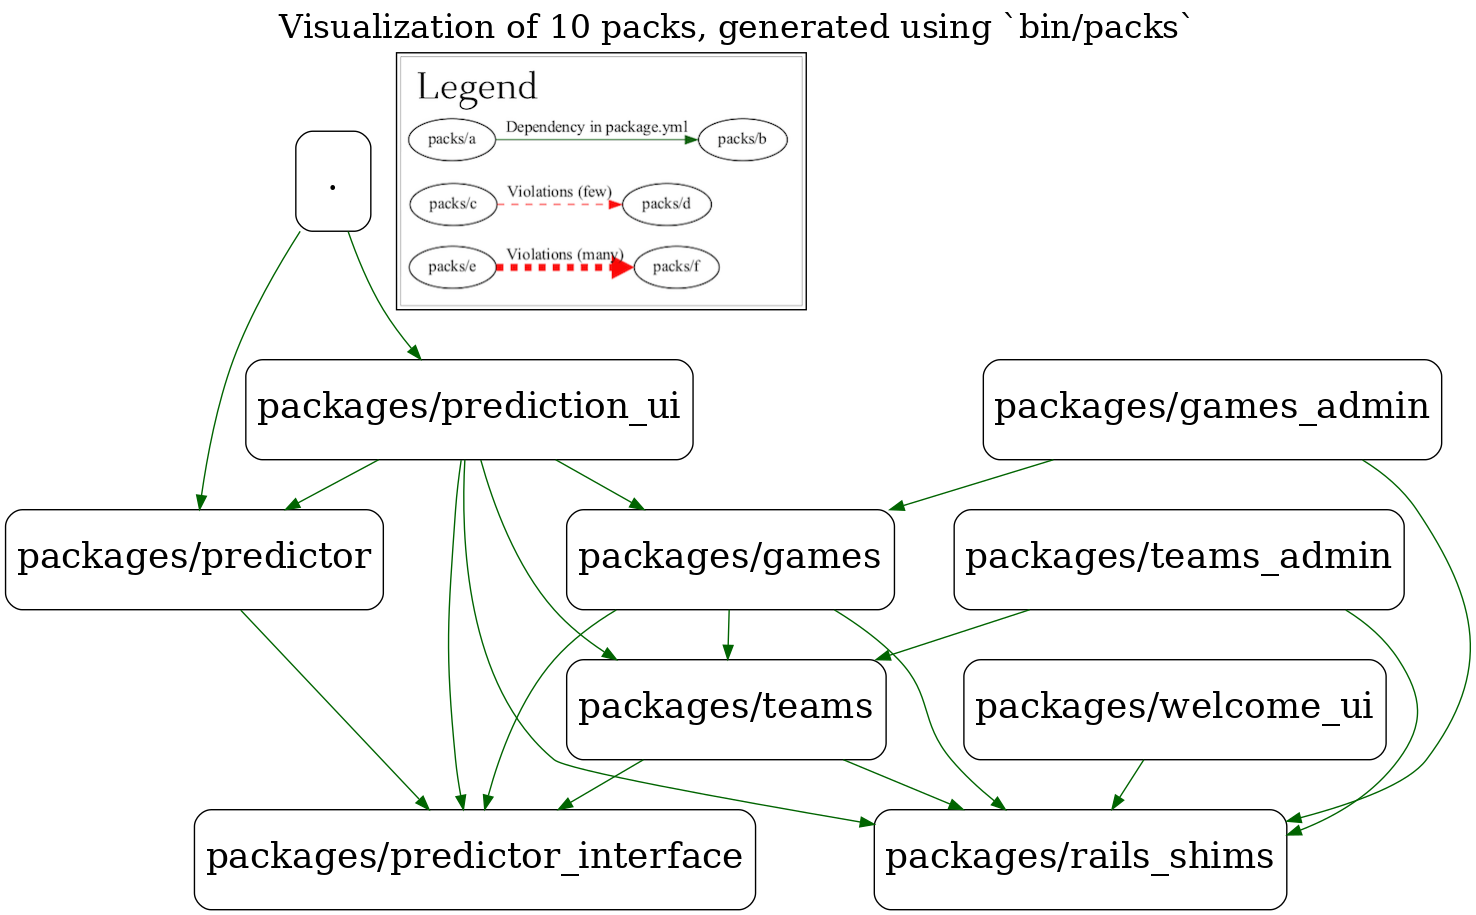 Visualization of 10 packs, generated using `bin/packs`
Legend
packs/a
Dependency in package.yml
packs/b
packs/c
Violations (few)
packs/d
packs/e
Violations (many)
packs/f
.
packages/prediction_ui
packages/games_admin
packages/predictor
packages/games
packages/teams_admin
packages/teams
packages/welcome_ui
packages/predictor_interface
packages/rails_shims